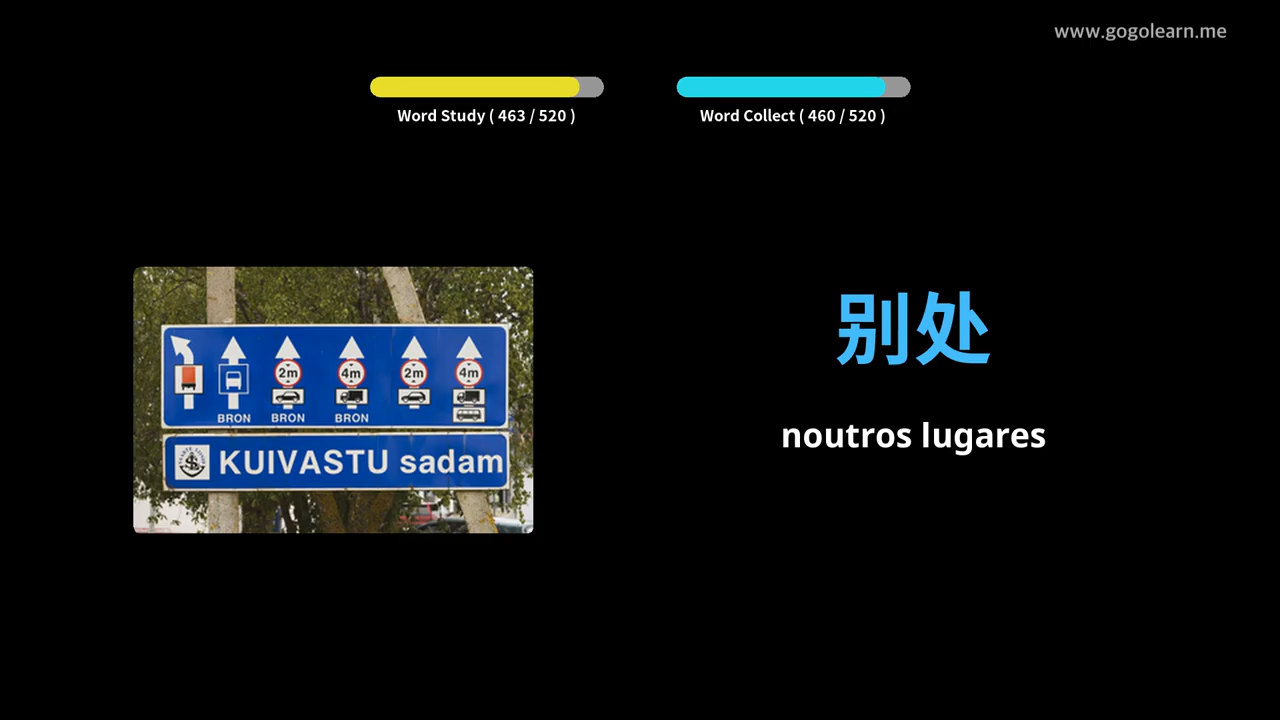 www.gogolearn.me
Word Study ( 463 / 520 )
Word Collect ( 460 / 520 )
2m
4m
2m
4m
BRON
BRON
BRON
KUIVASTU sadam
别处
noutros lugares